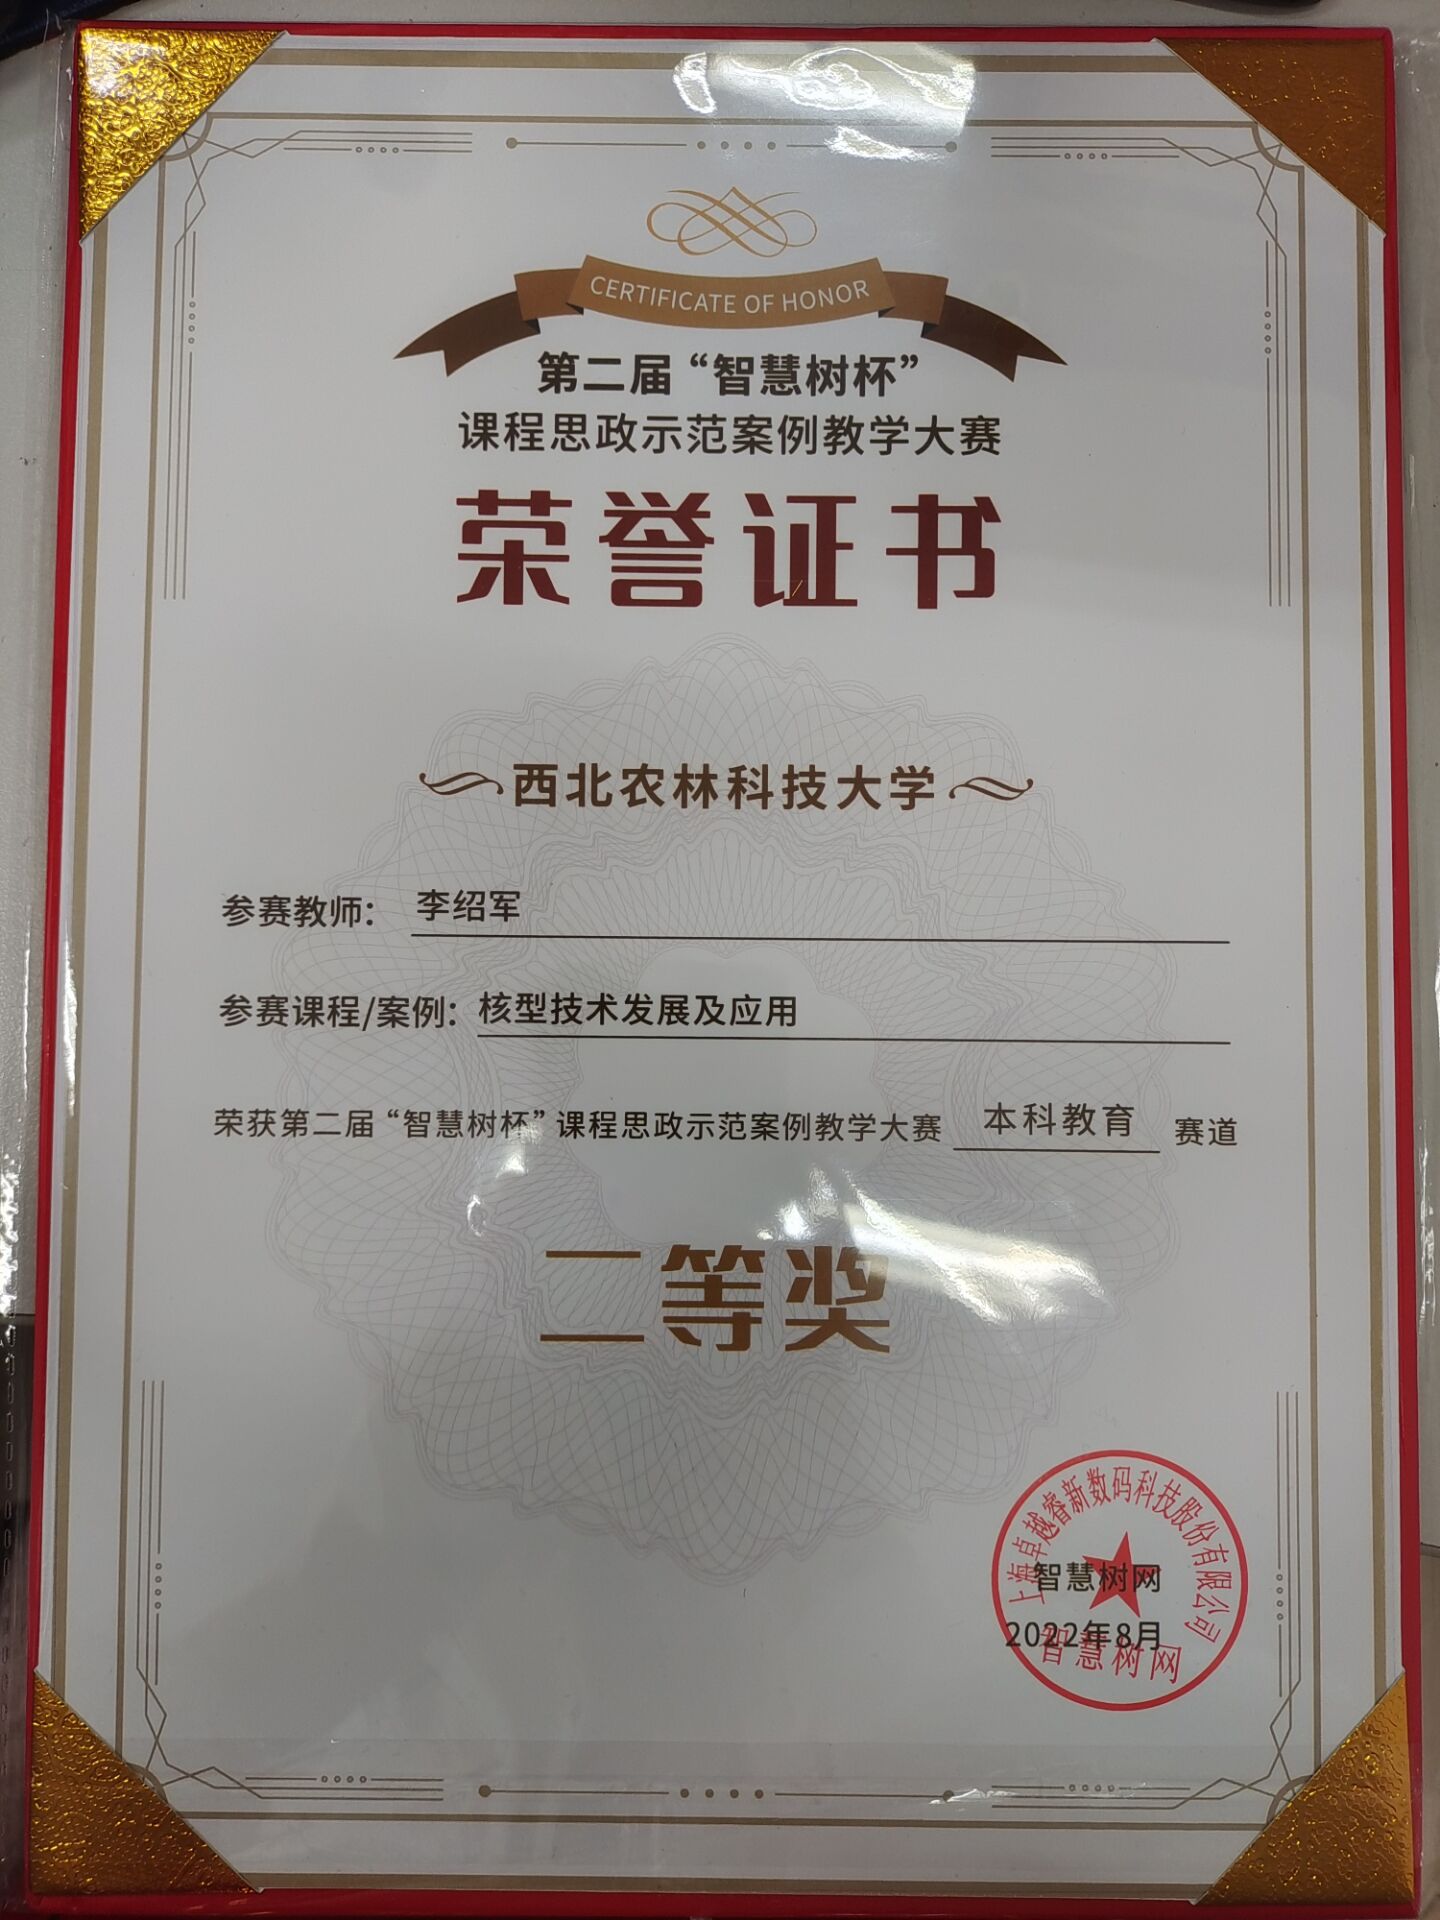 CERTIFICATE OF HONOR
第二届“智慧树杯”
课程思政示范案例教学大赛
荣誉证书
西北农林科技大学
参赛教师： 李绍军
参赛课程/案例： 核型技术发展及应用
荣获第二届“智慧树杯”课程思政示范案例教学大赛 本科教育 赛道
二等奖
上海卓越睿新数码科技股份有限公司
智慧树网
2022年8月
智慧树网